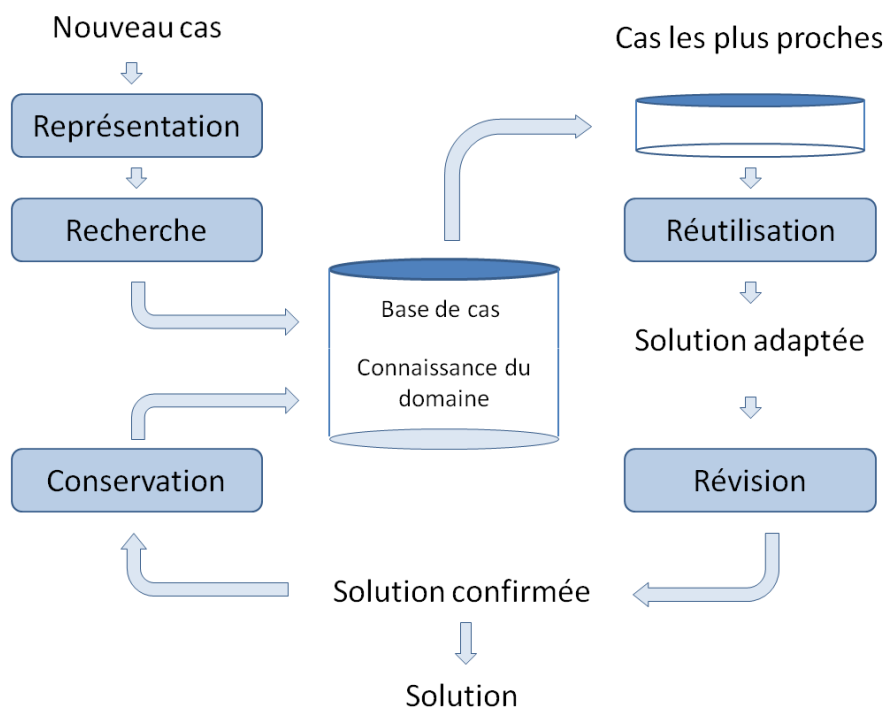 Nouveau cas
Représentation
Recherche
Base de cas
Connaissance du
domaine
Cas les plus proches
Réutilisation
Solution adaptée
Révision
Solution confirmée
Conservation
Solution